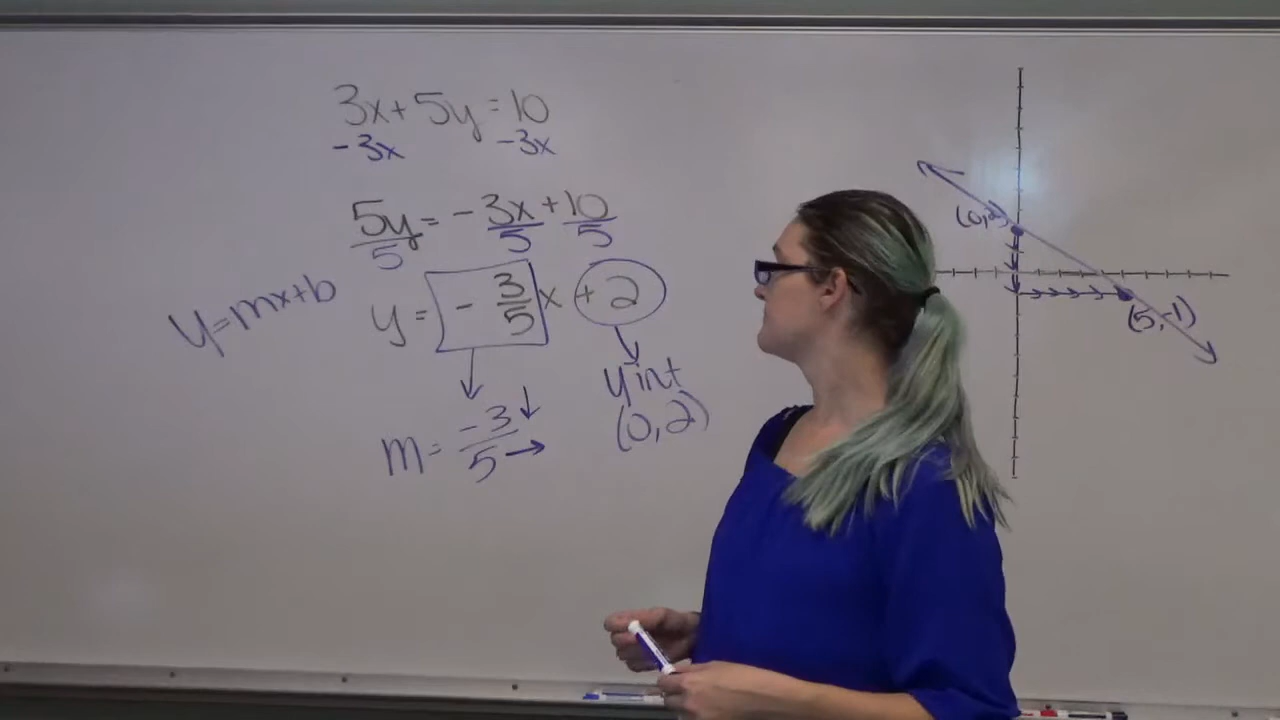 3x+5y=10
-3x -3x
5y/5 = -3x/5 + 10/5
y=mx+b
y = -3/5 x +2
m = -3/5
y int
(0,2)
(0,2)
(5,-1)